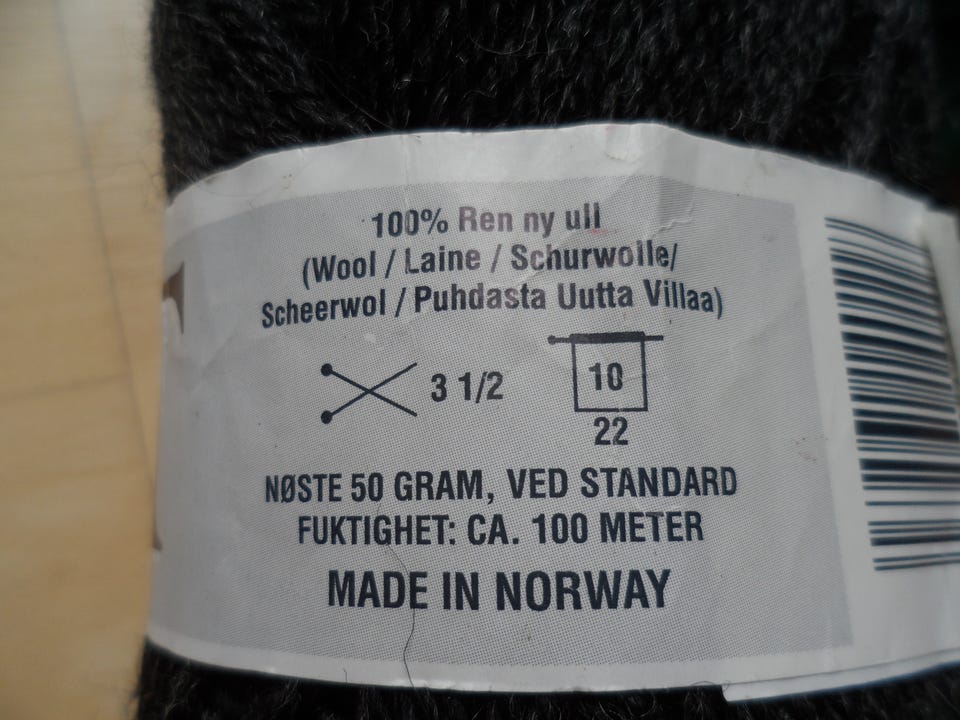 100% Ren ny ull
(Wool / Laine / Schurwolle/
Scheerwol / Puhdasta Uutta Villaa)
3 1/2
10
22
NØSTE 50 GRAM, VED STANDARD
FUKTIGHET: CA. 100 METER
MADE IN NORWAY